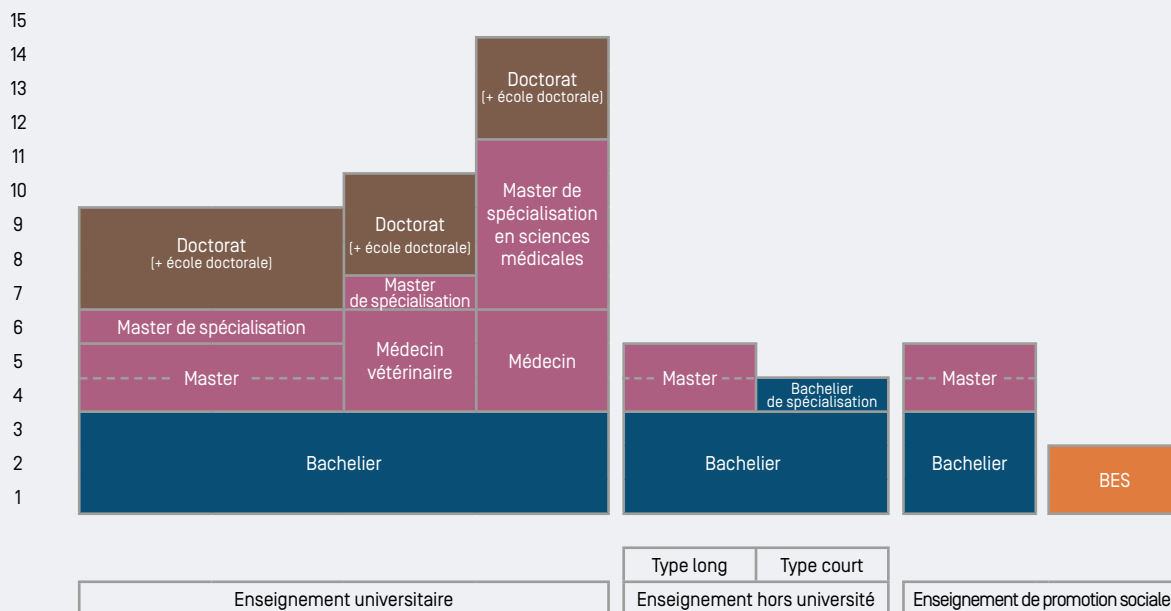 15
14
13
12
11
10
9
8
7
6
5
4
3
2
1
Doctorat
(+ école doctorale)
Master de spécialisation
Master
Doctorat
(+ école doctorale)
Master
de spécialisation
Médecin
vétérinaire
Doctorat
(+ école doctorale)
Master de
spécialisation
en sciences
médicales
Médecin
Bachelier
Master
Bachelier
de spécialisation
Bachelier
Master
Bachelier
BES
Type long
Type court
Enseignement universitaire
Enseignement hors université
Enseignement de promotion sociale